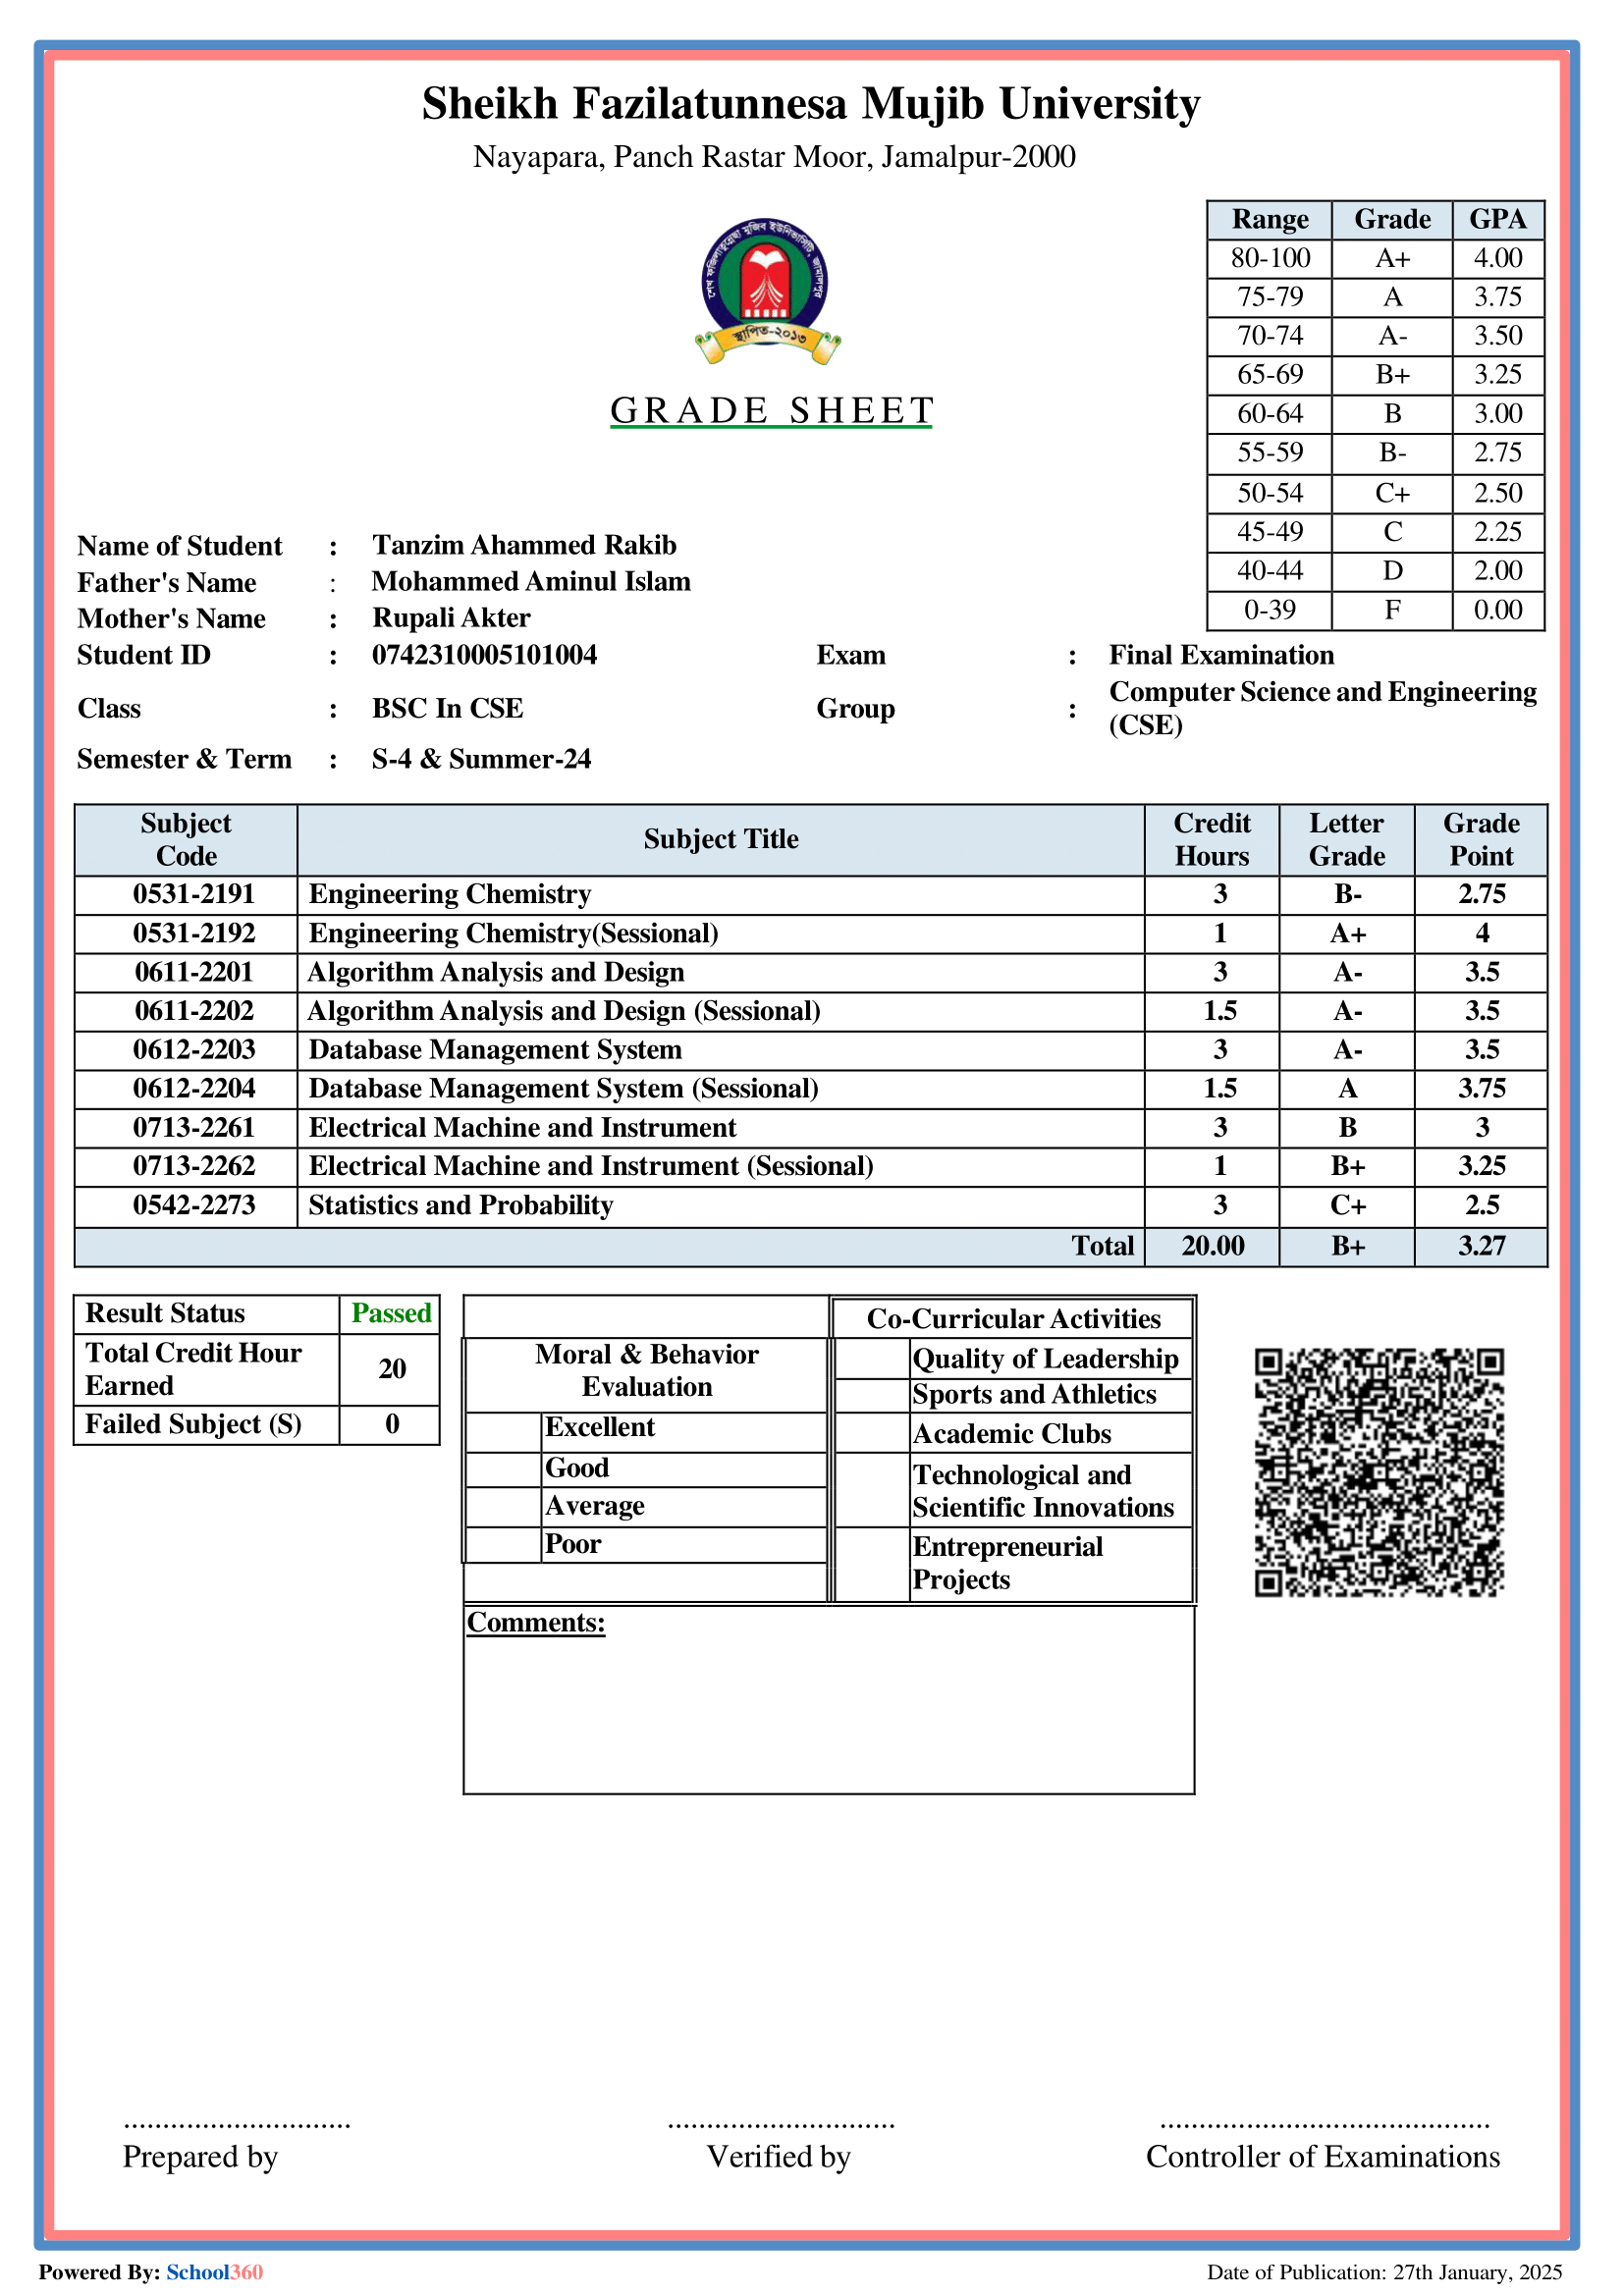 Sheikh Fazilatunnesa Mujib University
Nayapara, Panch Rastar Moor, Jamalpur-2000
শেখ ফজিলাতুন্নেছা মুজিব ইউনিভার্সিটি, জামালপুর
স্থাপিত-২০১৩
GRADE SHEET
Range Grade GPA
80-100 A+ 4.00
75-79 A 3.75
70-74 A- 3.50
65-69 B+ 3.25
60-64 B 3.00
55-59 B- 2.75
50-54 C+ 2.50
45-49 C 2.25
40-44 D 2.00
0-39 F 0.00
Name of Student : Tanzim Ahammed Rakib
Father's Name : Mohammed Aminul Islam
Mother's Name : Rupali Akter
Student ID : 0742310005101004 Exam : Final Examination
Class : BSC In CSE Group : Computer Science and Engineering
(CSE)
Semester & Term : S-4 & Summer-24
Subject Code Subject Title Credit Hours Letter Grade Grade Point
0531-2191 Engineering Chemistry 3 B- 2.75
0531-2192 Engineering Chemistry(Sessional) 1 A+ 4
0611-2201 Algorithm Analysis and Design 3 A- 3.5
0611-2202 Algorithm Analysis and Design (Sessional) 1.5 A- 3.5
0612-2203 Database Management System 3 A- 3.5
0612-2204 Database Management System (Sessional) 1.5 A 3.75
0713-2261 Electrical Machine and Instrument 3 B 3
0713-2262 Electrical Machine and Instrument (Sessional) 1 B+ 3.25
0542-2273 Statistics and Probability 3 C+ 2.5
Total 20.00 B+ 3.27
Result Status Passed
Total Credit Hour
Earned 20
Failed Subject (S) 0
Moral & Behavior
Evaluation
Excellent
Good
Average
Poor
Co-Curricular Activities
Quality of Leadership
Sports and Athletics
Academic Clubs
Technological and
Scientific Innovations
Entrepreneurial
Projects
Comments:
Prepared by
Verified by
Controller of Examinations
Powered By: School360
Date of Publication: 27th January, 2025